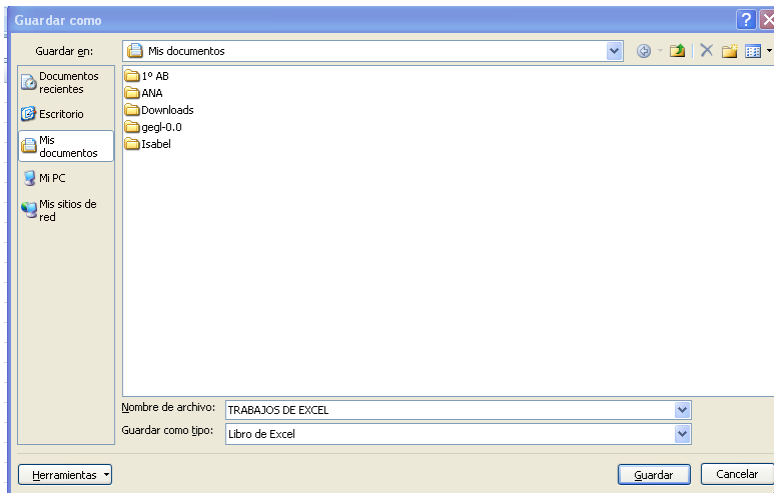 Guardar como
Guardar en:
Mis documentos
Documentos
recientes
Escritorio
Mis
documentos
Mi PC
Mis sitios de
red
1º AB
ANA
Downloads
gegl-0.0
Isabel
Nombre de archivo:
TRABAJOS DE EXCEL
Guardar como tipo:
Libro de Excel
Herramientas
Guardar
Cancelar